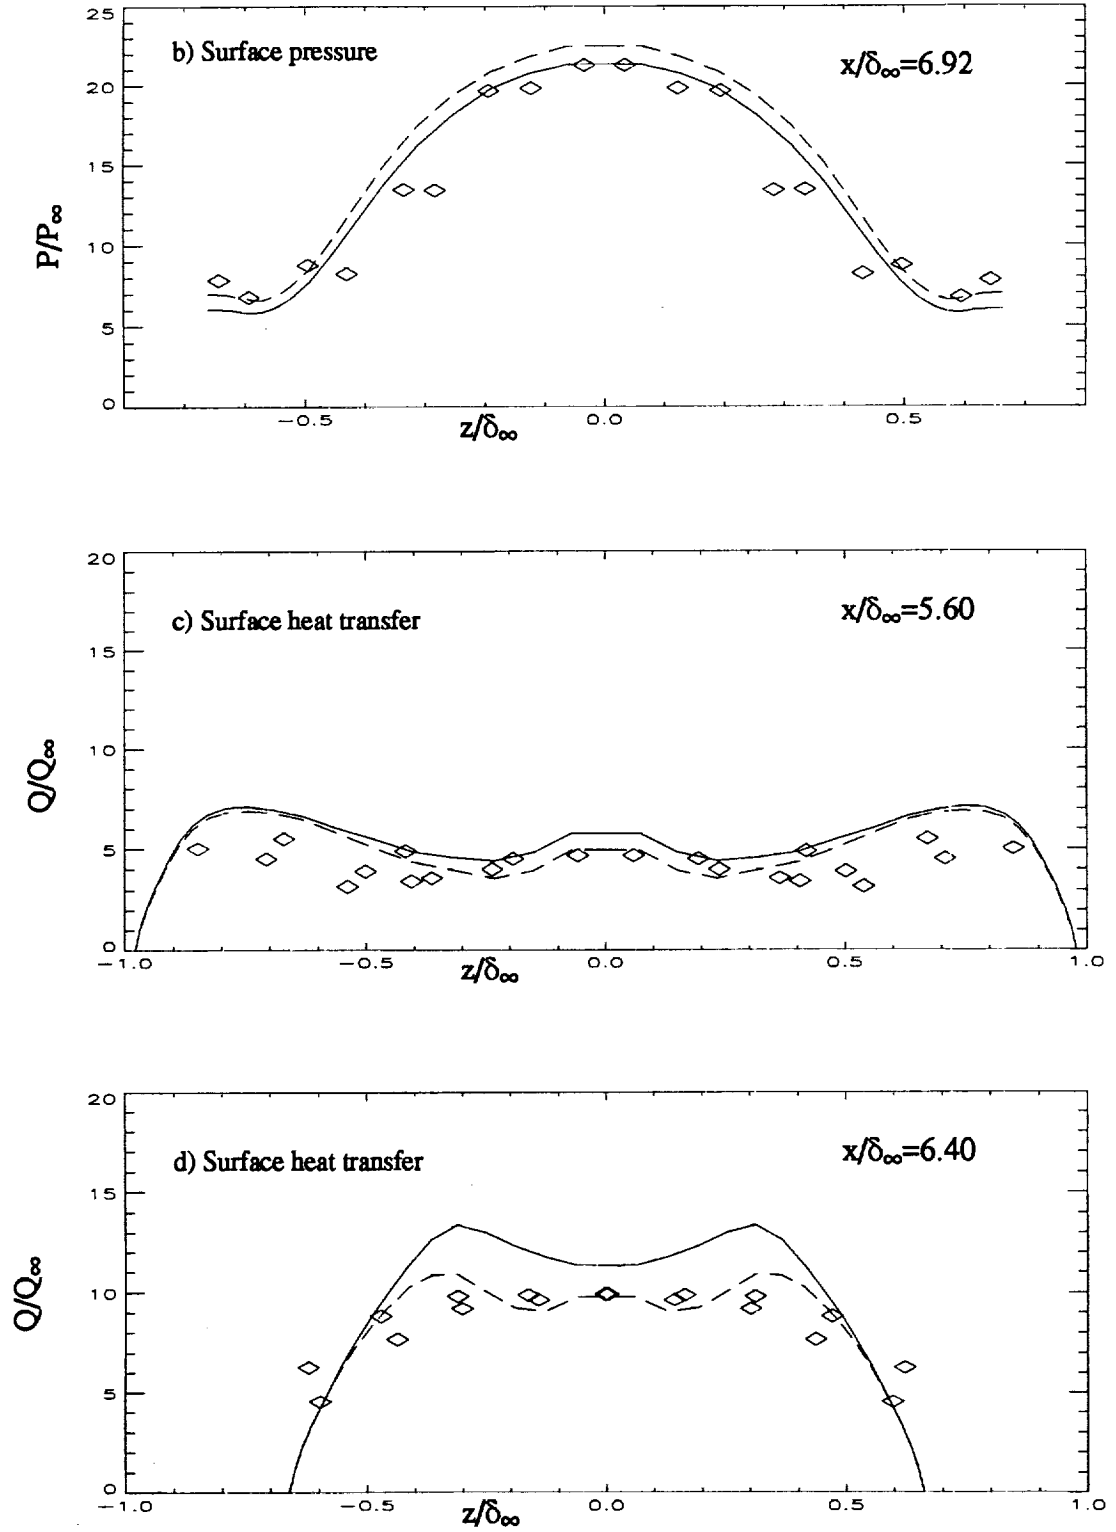 25
b) Surface pressure
x/δ∞=6.92
20
15
P/P∞
10
5
0
−0.5
z/δ∞
0.0
0.5
20
c) Surface heat transfer
x/δ∞=5.60
15
10
Q/Q∞
5
0
−1.0
−0.5
z/δ∞
0.0
0.5
1.0
20
d) Surface heat transfer
x/δ∞=6.40
15
10
Q/Q∞
5
0
−1.0
−0.5
z/δ∞
0.0
0.5
1.0